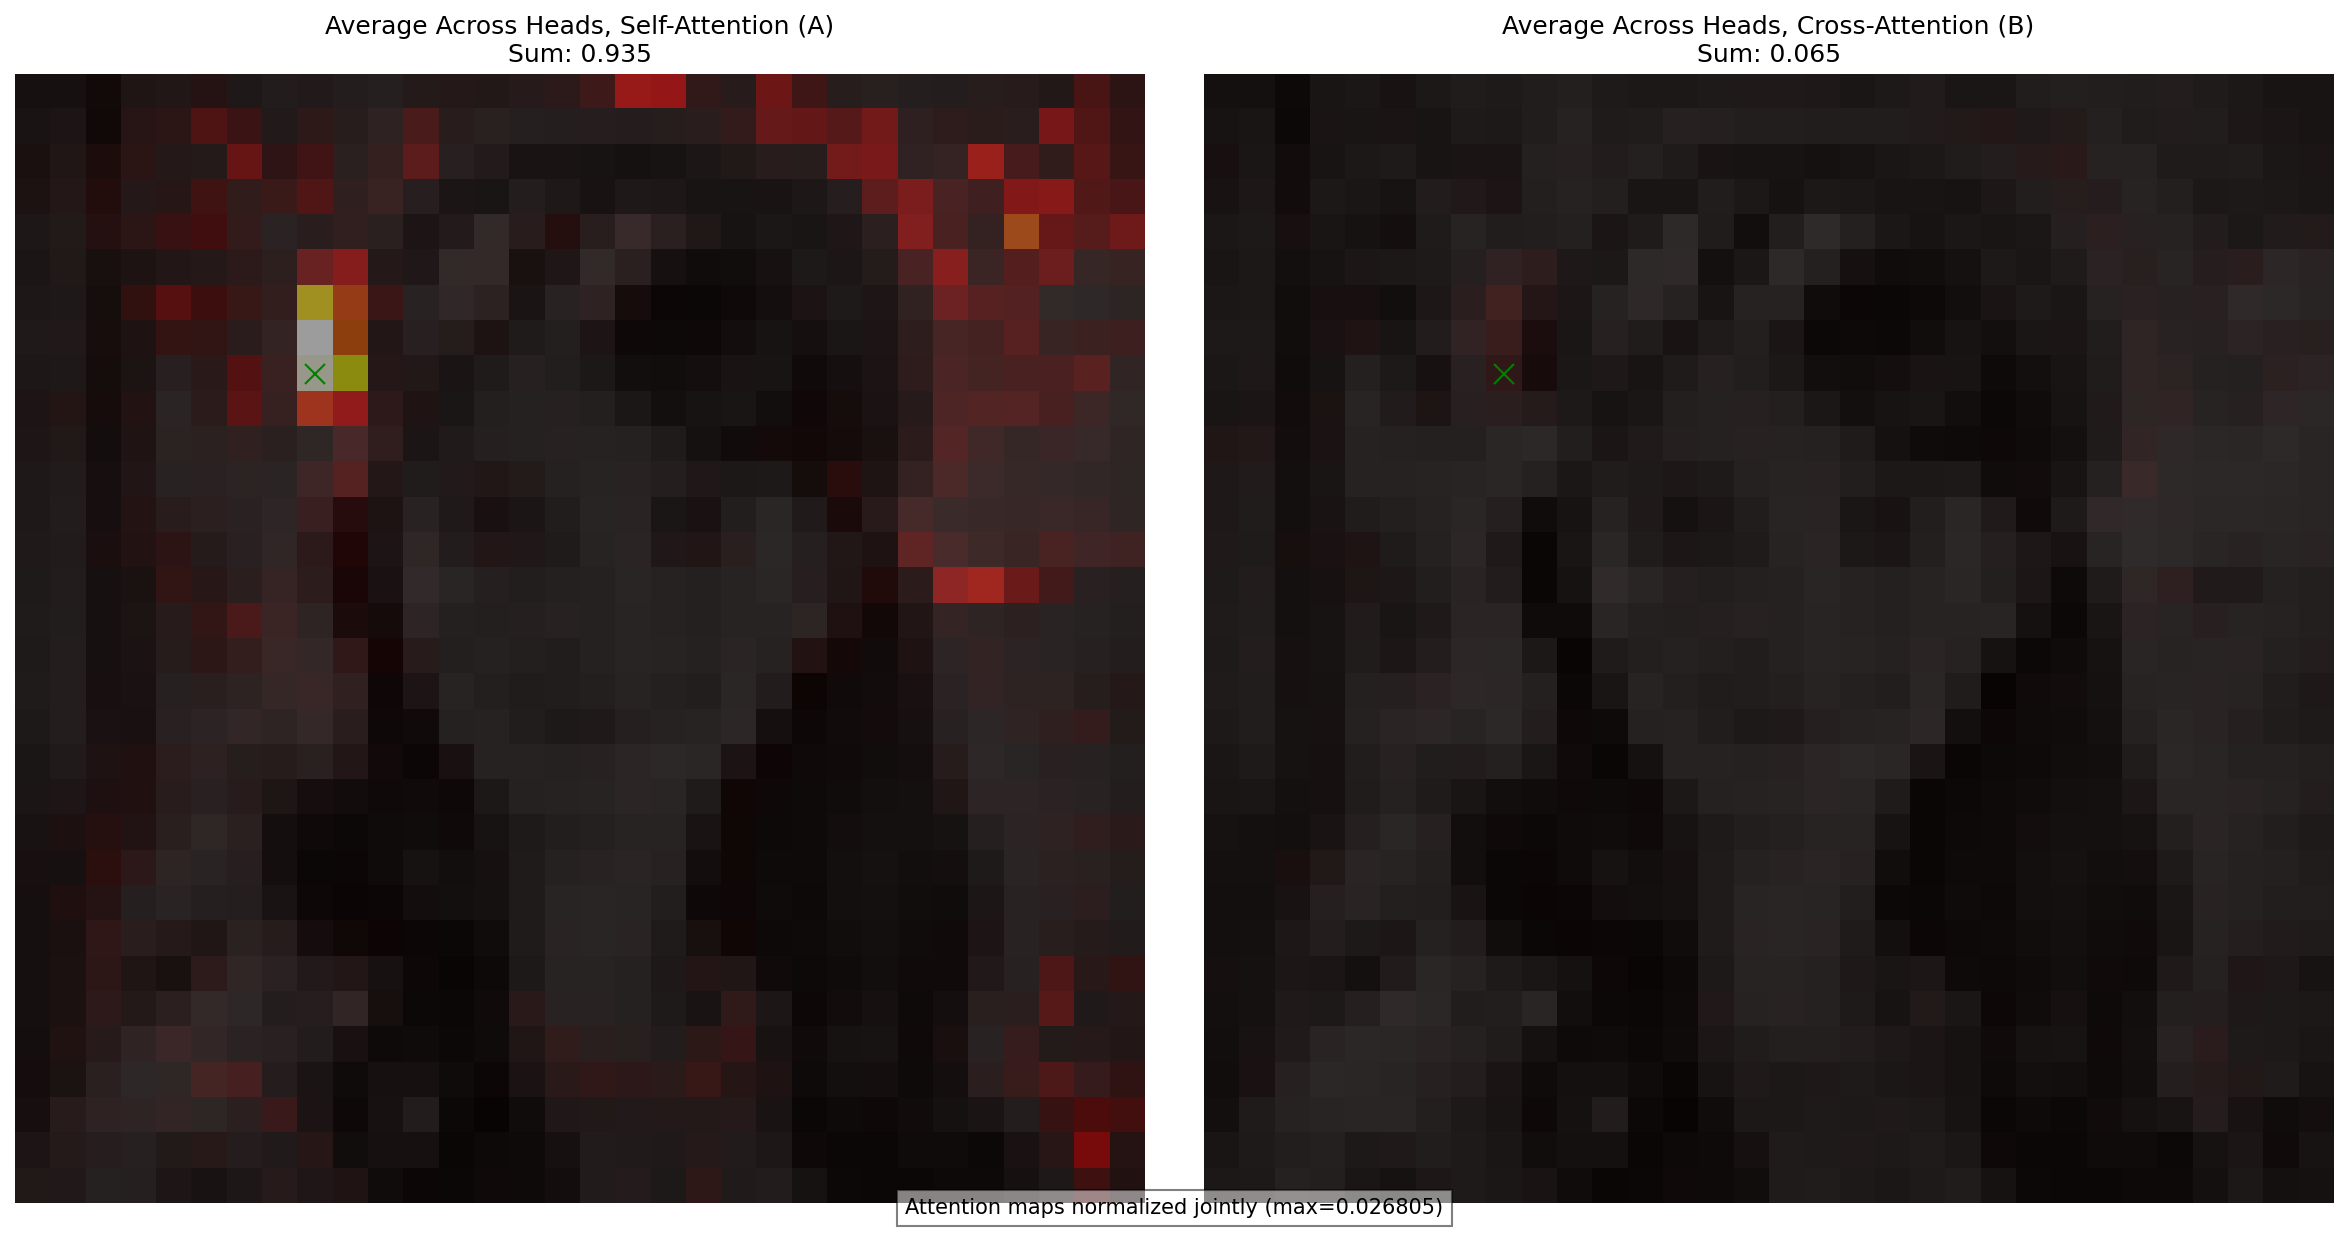 Average Across Heads, Self-Attention (A)
Sum: 0.935
Average Across Heads, Cross-Attention (B)
Sum: 0.065
Attention maps normalized jointly (max=0.026805)